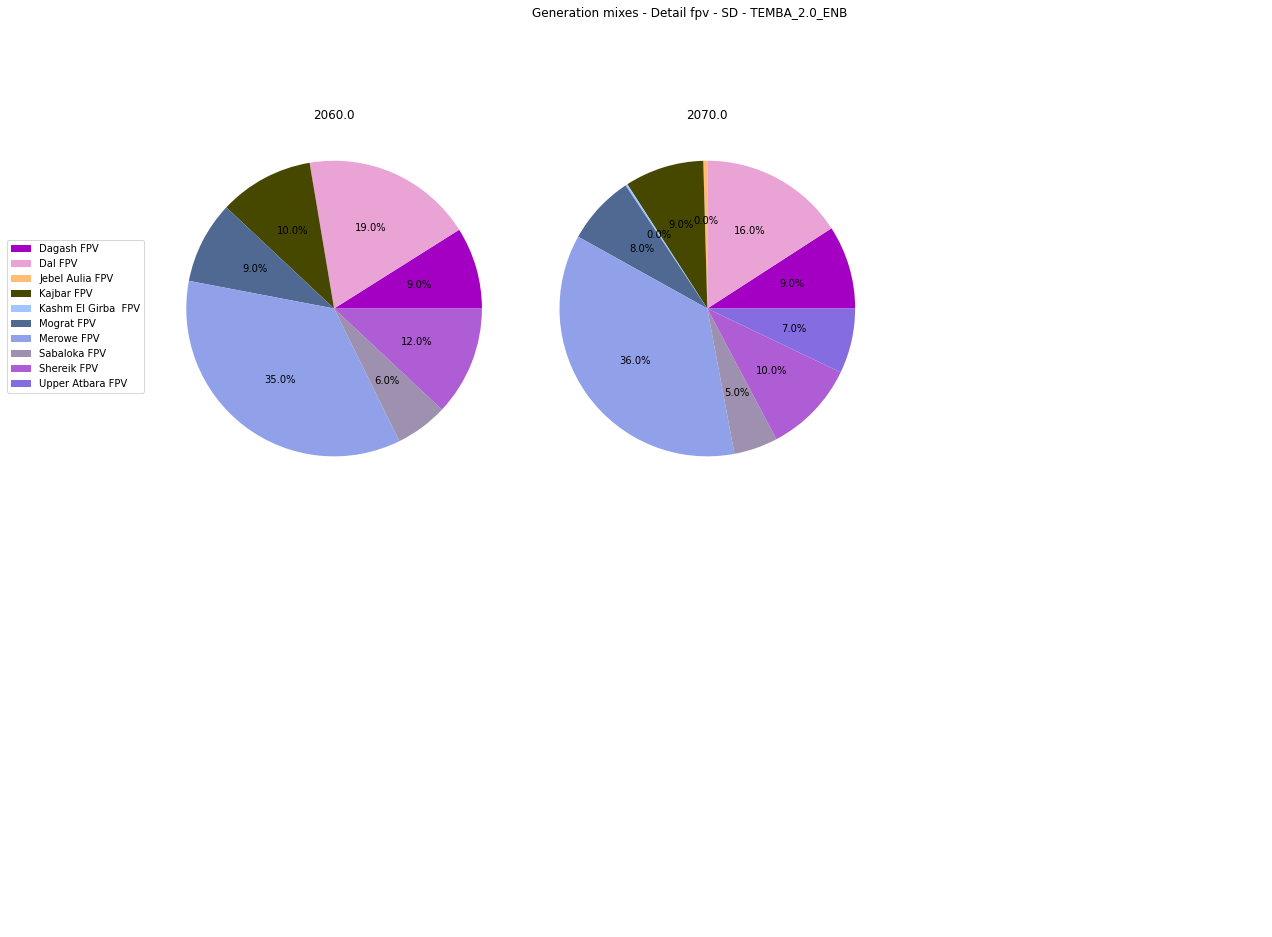 Generation mixes - Detail fpv - SD - TEMBA_2.0_ENB
2060.0
2070.0
Dagash FPV
Dal FPV
Jebel Aulia FPV
Kajbar FPV
Kashm El Girba  FPV
Mograt FPV
Merowe FPV
Sabaloka FPV
Shereik FPV
Upper Atbara FPV
9.0%
19.0%
10.0%
9.0%
35.0%
6.0%
12.0%
9.0%
16.0%
0.0%
9.0%
0.0%
8.0%
36.0%
5.0%
10.0%
7.0%